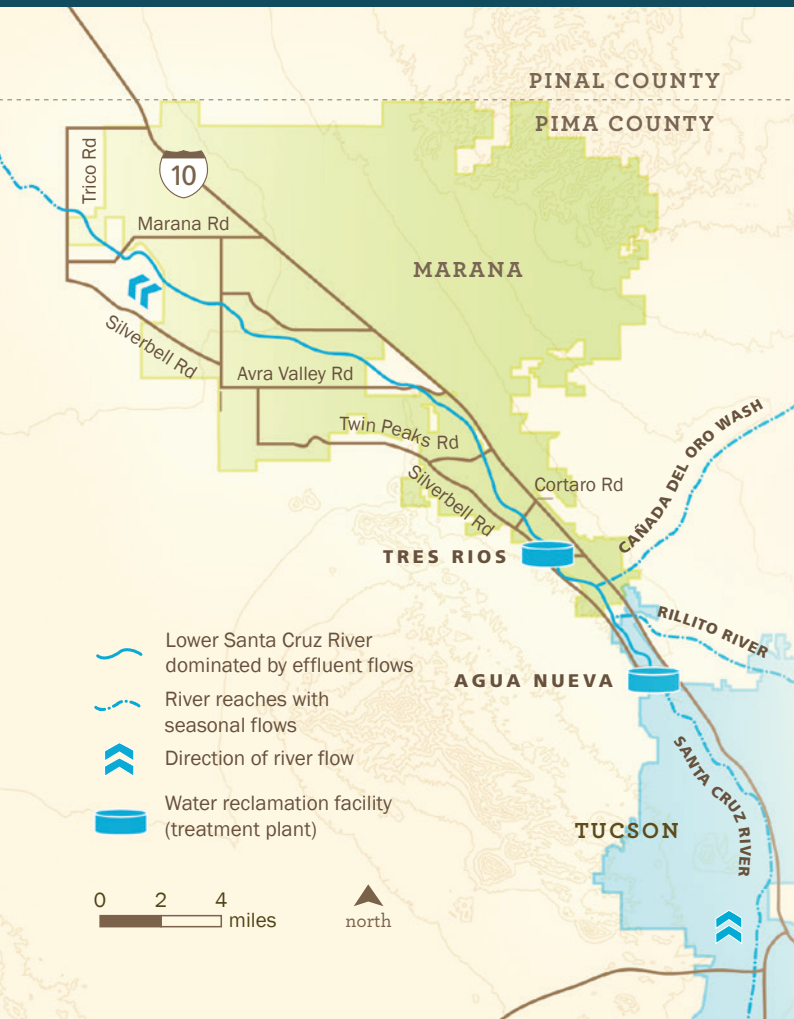 PINAL COUNTY
PIMA COUNTY
Trico Rd
10
Marana Rd
MARANA
Silverbell Rd
Avra Valley Rd
Twin Peaks Rd
Silverbell Rd
Cortaro Rd
CAÑADA DEL ORO WASH
TRES RIOS
RILLITO RIVER
Lower Santa Cruz River
dominated by effluent flows
AGUA NUEVA
River reaches with
seasonal flows
Direction of river flow
SANTA CRUZ RIVER
Water reclamation facility
(treatment plant)
TUCSON
0 2 4
miles
north